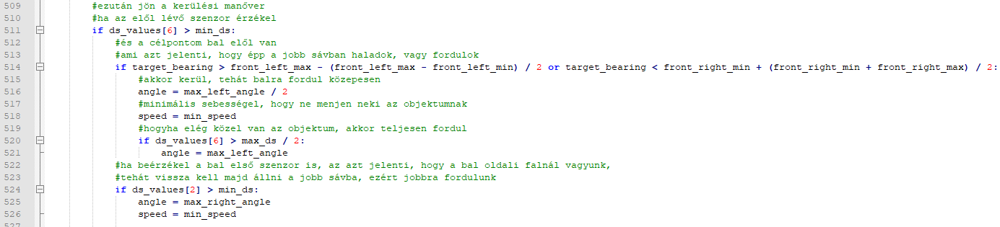 509 #ezután jön a kerülési manőver
510 #ha az elől lévő szenzor érzékel
511 if ds_values[6] > min_ds:
512 #és a célpontom bal elől van
513 #ami azt jelenti, hogy épp a jobb sávban haladok, vagy fordulok
514 if target_bearing > front_left_max - (front_left_max - front_left_min) / 2 or target_bearing < front_right_min + (front_right_min + front_right_max) / 2:
515 #akkor kerül, tehát balra fordul közepesen
516 angle = max_left_angle / 2
517 #minimális sebességel, hogy ne menjen neki az objektumnak
518 speed = min_speed
519 #hogyha elég közel van az objektum, akkor teljesen fordul
520 if ds_values[6] > max_ds / 2:
521 angle = max_left_angle
522 #ha beérzékel a bal első szenzor is, az azt jelenti, hogy a bal oldali falnál vagyunk,
523 #tehát vissza kell majd állni a jobb sávba, ezért jobbra fordulunk
524 if ds_values[2] > min_ds:
525 angle = max_right_angle
526 speed = min_speed
527